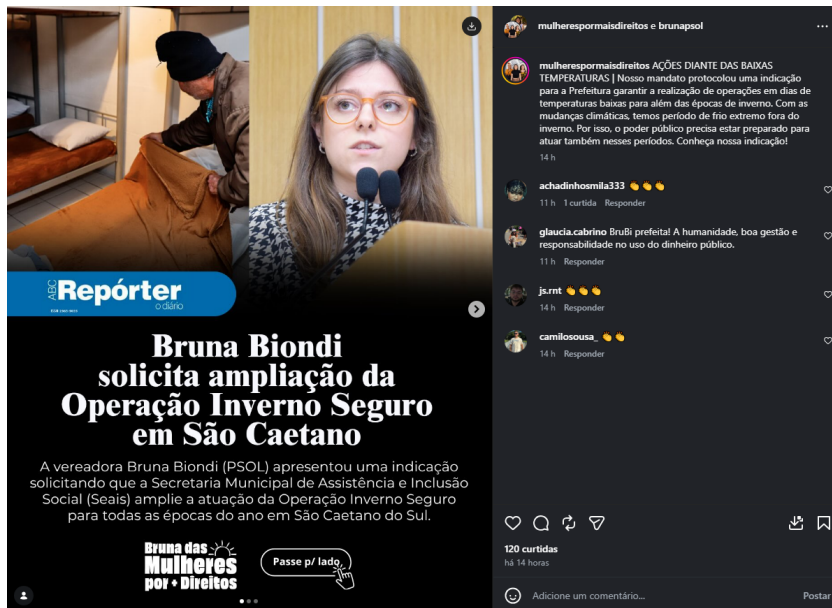 ABC
Repórter
o diário
Bruna Biondi
solicita ampliação da
Operação Inverno Seguro
em São Caetano
A vereadora Bruna Biondi (PSOL) apresentou uma indicação
solicitando que a Secretaria Municipal de Assistência e Inclusão
Social (Seais) amplie a atuação da Operação Inverno Seguro
para todas as épocas do ano em São Caetano do Sul.
Bruna das
Mulheres
por + Direitos
Passe p/ lado
mulherespormaisdireitos e brunapsol
mulherespormaisdireitos AÇÕES DIANTE DAS BAIXAS
TEMPERATURAS | Nosso mandato protocolou uma indicação
para a Prefeitura garantir a realização de operações em dias de
temperaturas baixas para além das épocas de inverno. Com as
mudanças climáticas, temos período de frio extremo fora do
inverno. Por isso, o poder público precisa estar preparado para
atuar também nesses períodos. Conheça nossa indicação!
14 h
achadinhosmila333 👏👏👏
11 h 1 curtida Responder
glaucia.cabrino BruBi prefeita! A humanidade, boa gestão e
responsabilidade no uso do dinheiro público.
11 h Responder
js.rnt 👏👏👏
14 h Responder
camilosousa_ 👏👏
14 h Responder
120 curtidas
há 14 horas
Adicione um comentário...
Postar